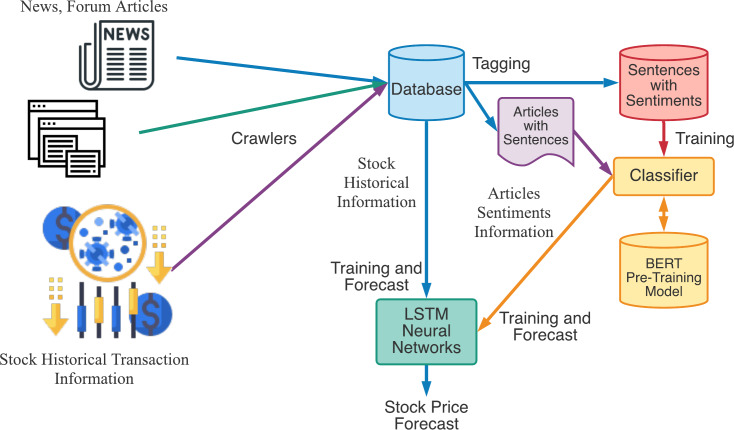 News, Forum Articles
NEWS
Crawlers
Stock Historical Transaction
Information
Database
Tagging
Sentences
with
Sentiments
Articles
with
Sentences
Training
Classifier
BERT
Pre-Training
Model
Stock
Historical
Information
Articles
Sentiments
Information
Training and
Forecast
LSTM
Neural
Networks
Training and
Forecast
Stock Price
Forecast